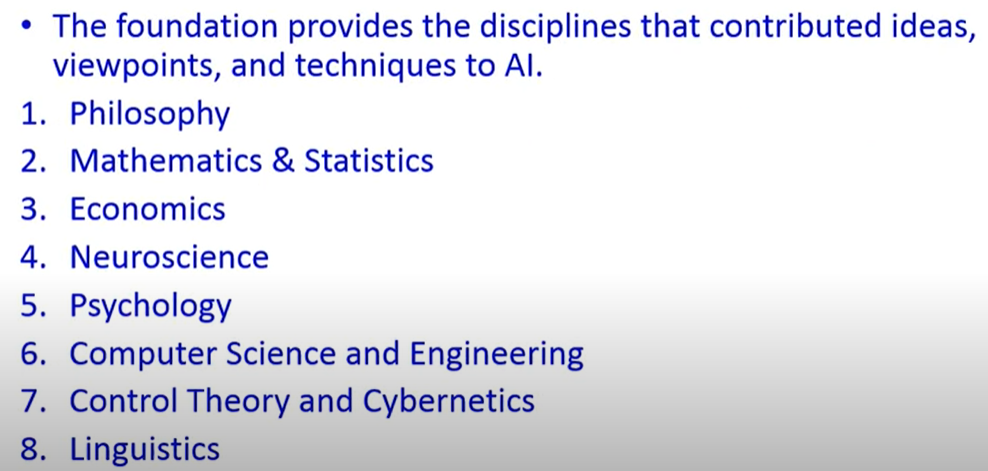 • The foundation provides the disciplines that contributed ideas,
viewpoints, and techniques to AI.
1. Philosophy
2. Mathematics & Statistics
3. Economics
4. Neuroscience
5. Psychology
6. Computer Science and Engineering
7. Control Theory and Cybernetics
8. Linguistics